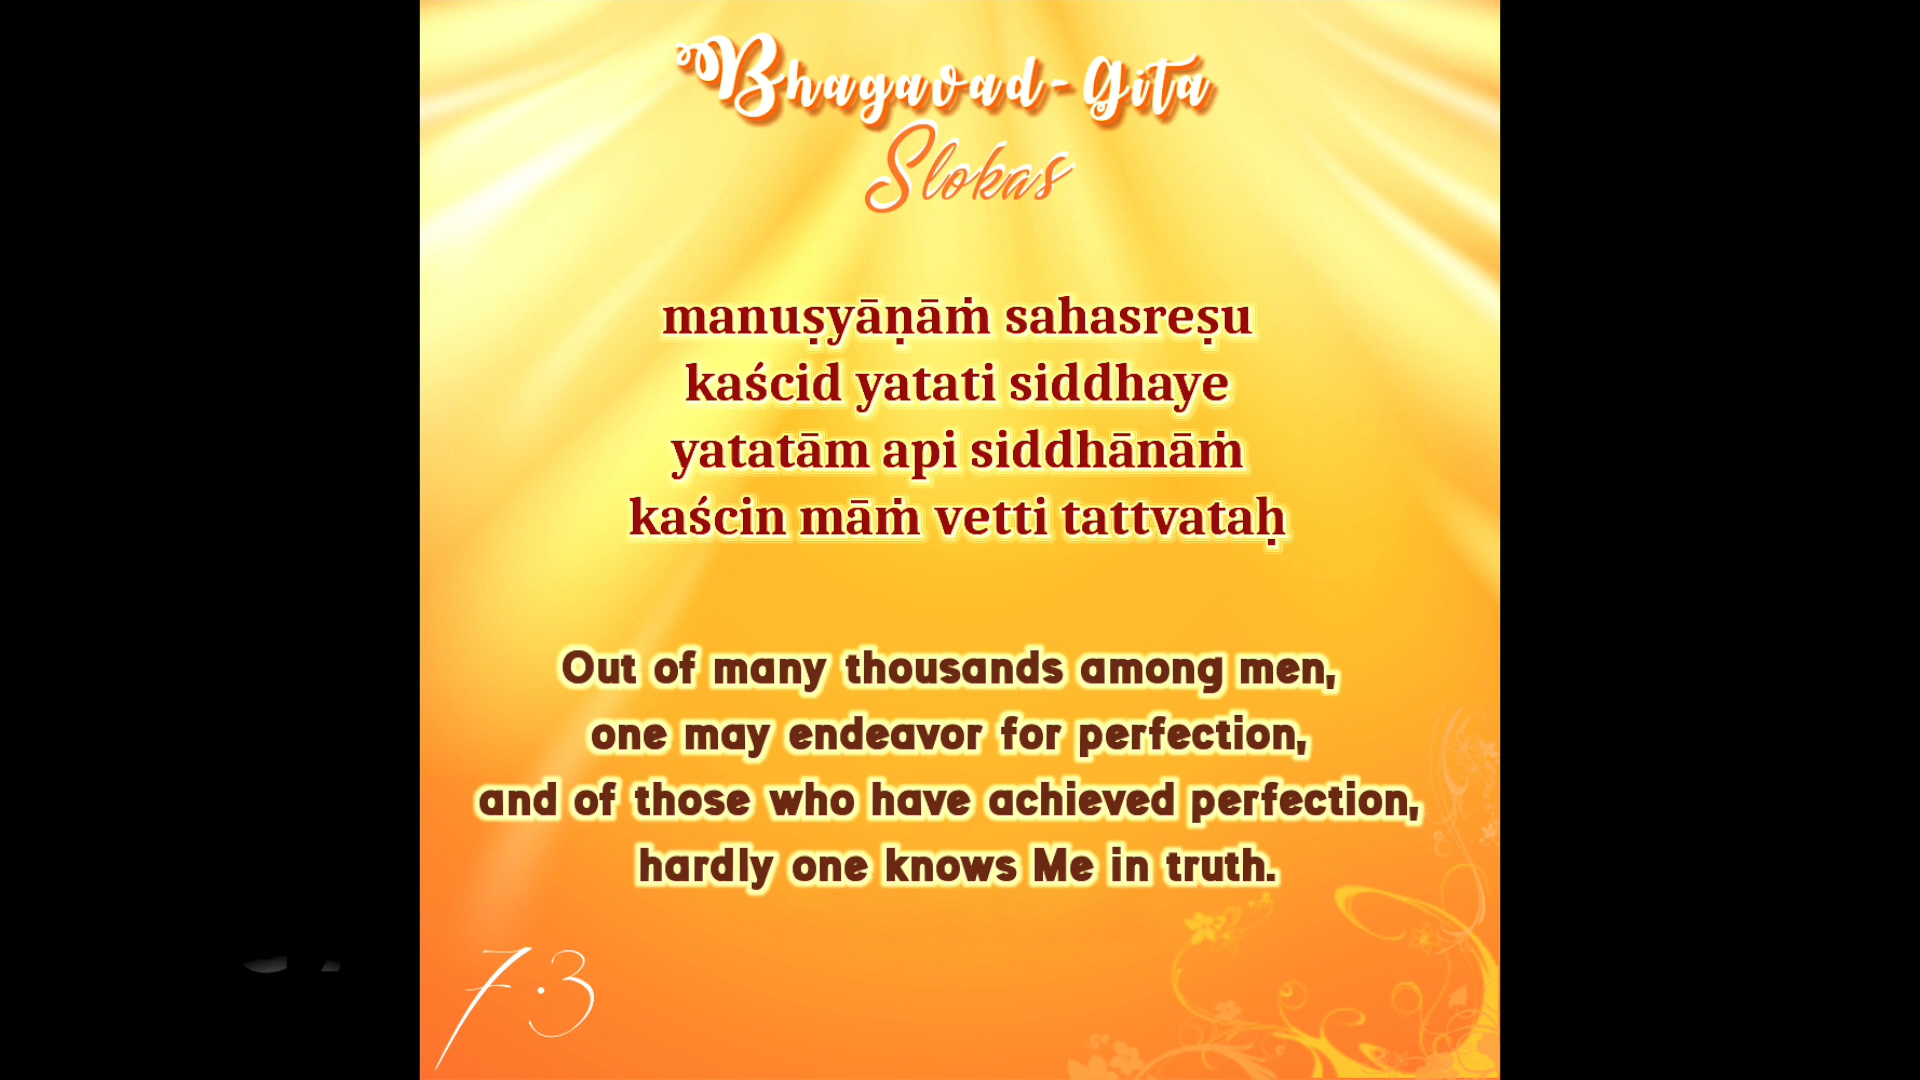 Bhagavad-Gita
Slokas
manuṣyāṇāṁ sahasreṣu
kaścid yatati siddhaye
yatatām api siddhānāṁ
kaścin māṁ vetti tattvataḥ
Out of many thousands among men,
one may endeavor for perfection,
and of those who have achieved perfection,
hardly one knows Me in truth.
7.3